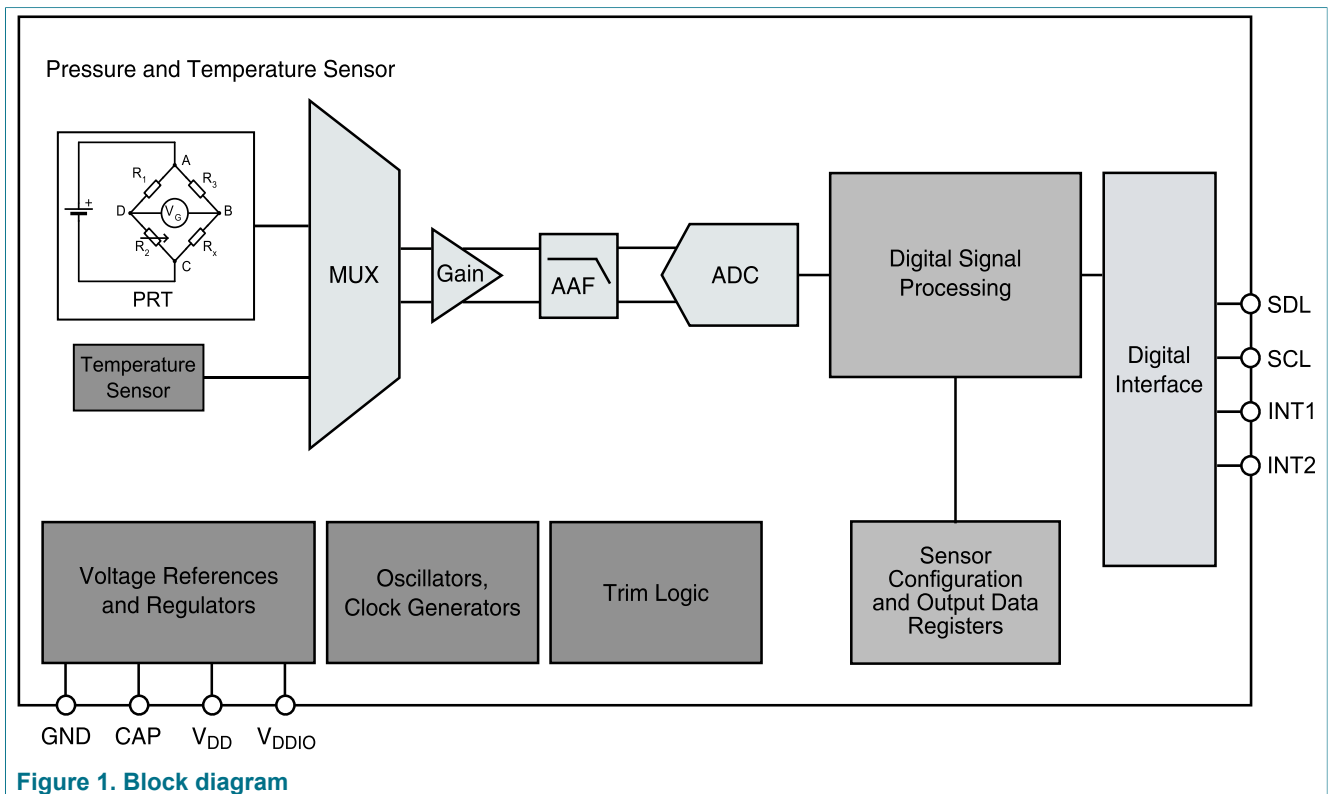 Pressure and Temperature Sensor
A
R1
R3
+
D
VG
B
R2
Rx
C
PRT
Temperature
Sensor
MUX
Gain
AAF
ADC
Digital Signal
Processing
Digital
Interface
SDL
SCL
INT1
INT2
Voltage References
and Regulators
Oscillators,
Clock Generators
Trim Logic
Sensor
Configuration
and Output Data
Registers
GND
CAP
VDD
VDDIO
Figure 1. Block diagram